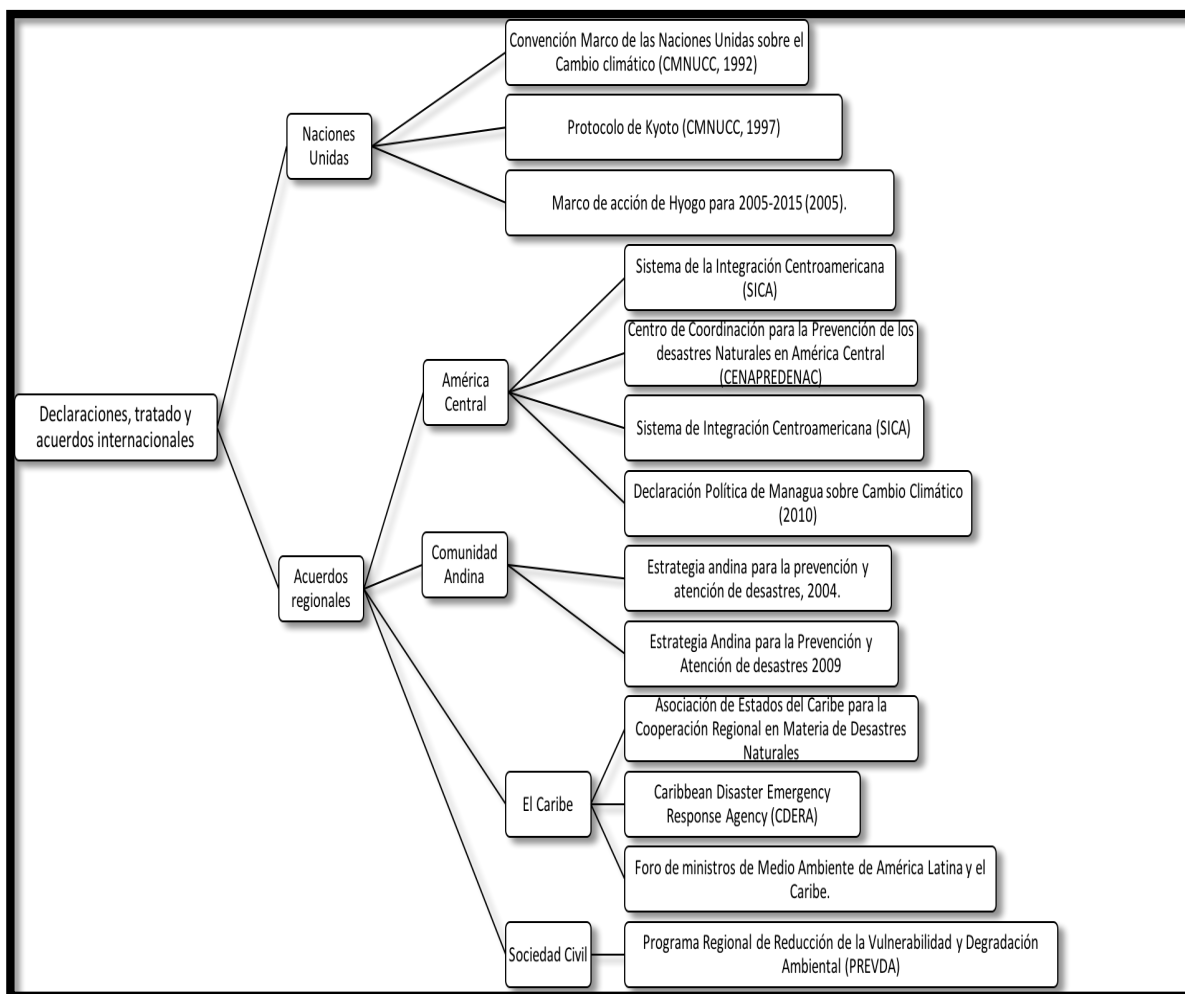 Convención Marco de las Naciones Unidas sobre el
Cambio climático (CMNUCC, 1992)
Naciones
Unidas
Protocolo de Kyoto (CMNUCC, 1997)
Marco de acción de Hyogo para 2005-2015 (2005).
Sistema de la Integración Centroamericana
(SICA)
Centro de Coordinación para la Prevención de los
desastres Naturales en América Central
(CENAPREDENAC)
América
Central
Declaraciones, tratado y
acuerdos internacionales
Sistema de Integración Centroamericana (SICA)
Declaración Política de Managua sobre Cambio Climático
(2010)
Comunidad
Andina
Estrategia andina para la prevención y
atención de desastres, 2004.
Acuerdos
regionales
Estrategia Andina para la Prevención y
Atención de desastres 2009
Asociación de Estados del Caribe para la
Cooperación Regional en Materia de Desastres
Naturales
El Caribe
Caribbean Disaster Emergency
Response Agency (CDERA)
Foro de ministros de Medio Ambiente de América Latina y el
Caribe.
Sociedad Civil
Programa Regional de Reducción de la Vulnerabilidad y Degradación
Ambiental (PREVDA)